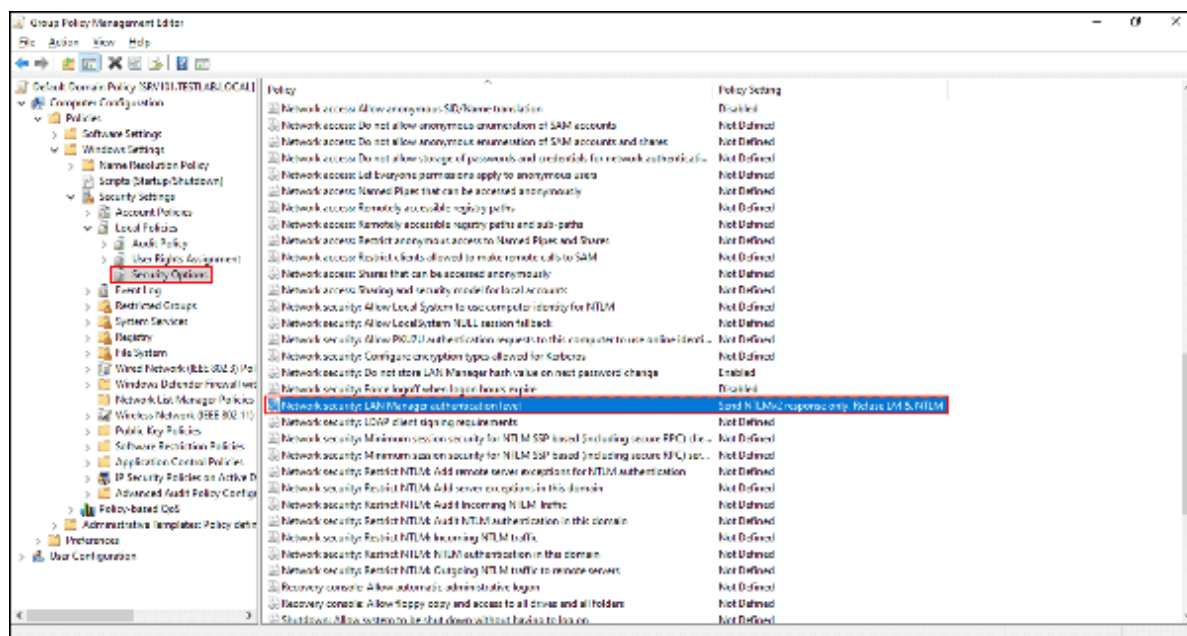 Group Policy Management Editor
File Action View Help
Default Domain Policy [SRV101.TESTLAB.LOCAL]
Computer Configuration
Policies
Software Settings
Windows Settings
Name Resolution Policy
Scripts (Startup/Shutdown)
Security Settings
Account Policies
Local Policies
Audit Policy
User Rights Assignment
Security Options
Event Log
Restricted Groups
System Services
Registry
File System
Wired Network (IEEE 802.3) Pol
Windows Defender Firewall wit
Network List Manager Policies
Wireless Network (IEEE 802.11)
Public Key Policies
Software Restriction Policies
Application Control Policies
IP Security Policies on Active D
Advanced Audit Policy Configu
Policy-based QoS
Administrative Templates: Policy defin
Preferences
User Configuration
Policy Policy Setting
Network access: Allow anonymous SID/Name translation Disabled
Network access: Do not allow anonymous enumeration of SAM accounts Not Defined
Network access: Do not allow anonymous enumeration of SAM accounts and shares Not Defined
Network access: Do not allow storage of passwords and credentials for network authenticati... Not Defined
Network access: Let Everyone permissions apply to anonymous users Not Defined
Network access: Named Pipes that can be accessed anonymously Not Defined
Network access: Remotely accessible registry paths Not Defined
Network access: Remotely accessible registry paths and sub-paths Not Defined
Network access: Restrict anonymous access to Named Pipes and Shares Not Defined
Network access: Restrict clients allowed to make remote calls to SAM Not Defined
Network access: Shares that can be accessed anonymously Not Defined
Network access: Sharing and security model for local accounts Not Defined
Network security: Allow Local System to use computer identity for NTLM Not Defined
Network security: Allow LocalSystem NULL session fallback Not Defined
Network security: Allow PKU2U authentication requests to this computer to use online identi... Not Defined
Network security: Configure encryption types allowed for Kerberos Not Defined
Network security: Do not store LAN Manager hash value on next password change Enabled
Network security: Force logoff when logon hours expire Disabled
Network security: LAN Manager authentication level Send NTLMv2 response only. Refuse LM & NTLM
Network security: LDAP client signing requirements Not Defined
Network security: Minimum session security for NTLM SSP based (including secure RPC) clie... Not Defined
Network security: Minimum session security for NTLM SSP based (including secure RPC) ser... Not Defined
Network security: Restrict NTLM: Add remote server exceptions for NTLM authentication Not Defined
Network security: Restrict NTLM: Add server exceptions in this domain Not Defined
Network security: Restrict NTLM: Audit Incoming NTLM Traffic Not Defined
Network security: Restrict NTLM: Audit NTLM authentication in this domain Not Defined
Network security: Restrict NTLM: Incoming NTLM traffic Not Defined
Network security: Restrict NTLM: NTLM authentication in this domain Not Defined
Network security: Restrict NTLM: Outgoing NTLM traffic to remote servers Not Defined
Recovery console: Allow automatic administrative logon Not Defined
Recovery console: Allow floppy copy and access to all drives and all folders Not Defined
Shutdown: Allow system to be shut down without having to log on Not Defined